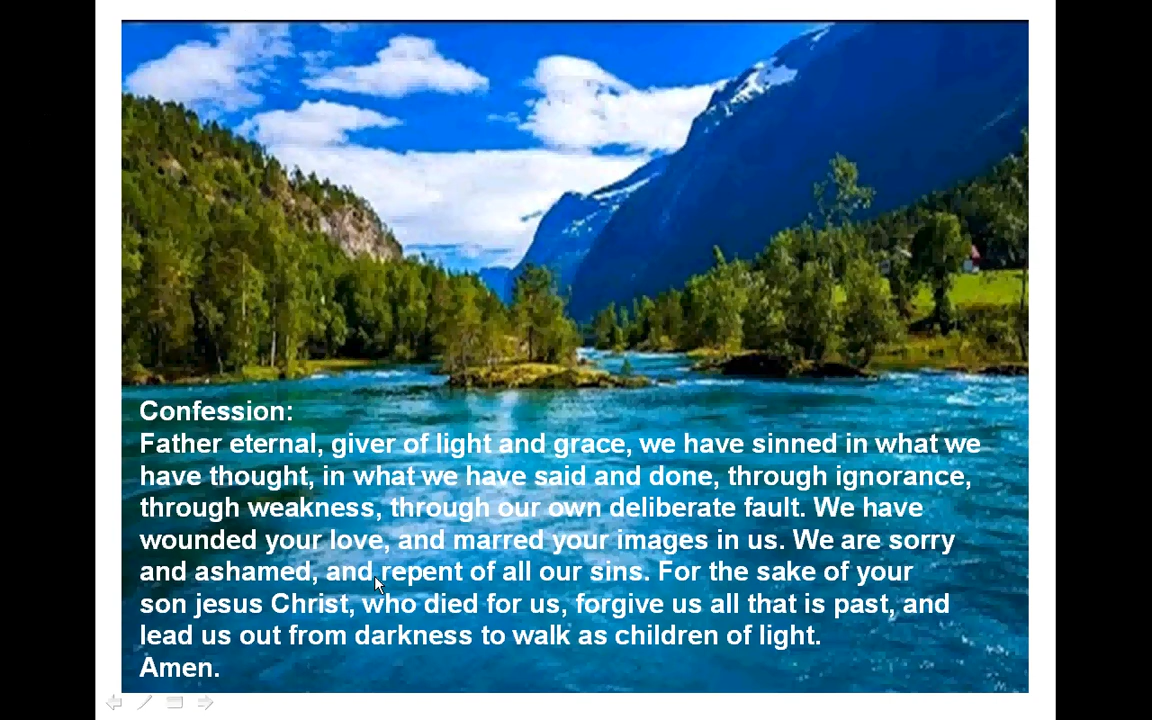 Confession:
Father eternal, giver of light and grace, we have sinned in what we
have thought, in what we have said and done, through ignorance,
through weakness, through our own deliberate fault. We have
wounded your love, and marred your images in us. We are sorry
and ashamed, and repent of all our sins. For the sake of your
son jesus Christ, who died for us, forgive us all that is past, and
lead us out from darkness to walk as children of light.
Amen.